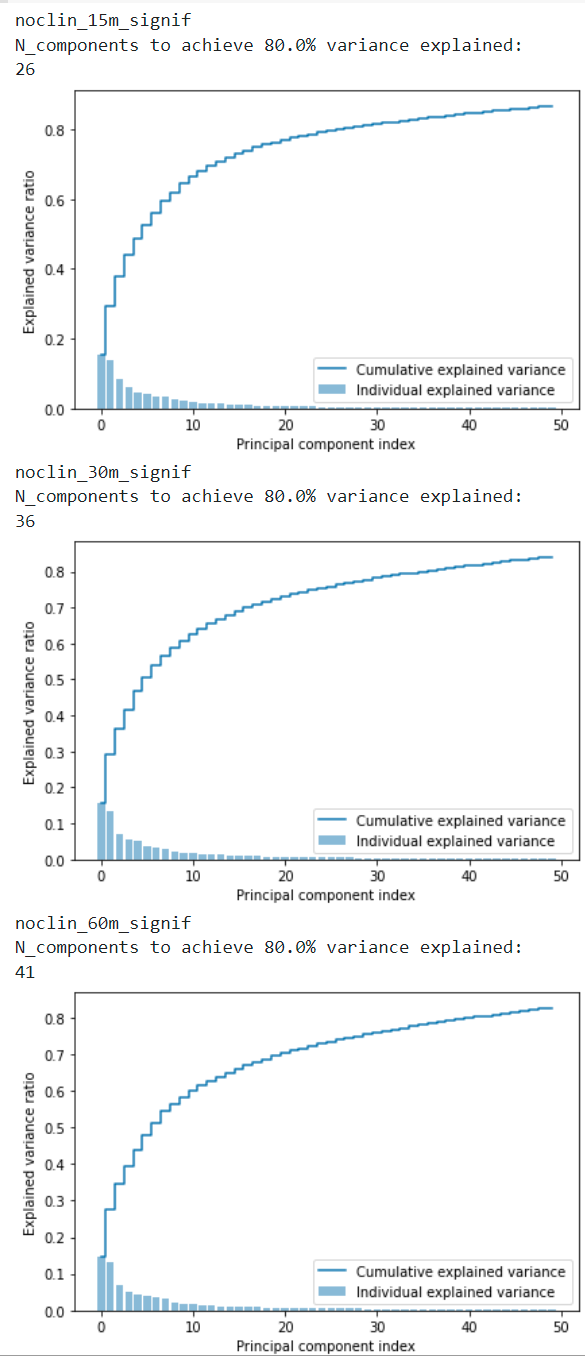 noclin_15m_signif
N_components to achieve 80.0% variance explained:
26
0.8
0.6
0.4
0.2
0.0
Explained variance ratio
Cumulative explained variance
Individual explained variance
0 10 20 30 40 50
Principal component index
noclin_30m_signif
N_components to achieve 80.0% variance explained:
36
0.8
0.7
0.6
0.5
0.4
0.3
0.2
0.1
0.0
Explained variance ratio
Cumulative explained variance
Individual explained variance
0 10 20 30 40 50
Principal component index
noclin_60m_signif
N_components to achieve 80.0% variance explained:
41
0.8
0.7
0.6
0.5
0.4
0.3
0.2
0.1
0.0
Explained variance ratio
Cumulative explained variance
Individual explained variance
0 10 20 30 40 50
Principal component index